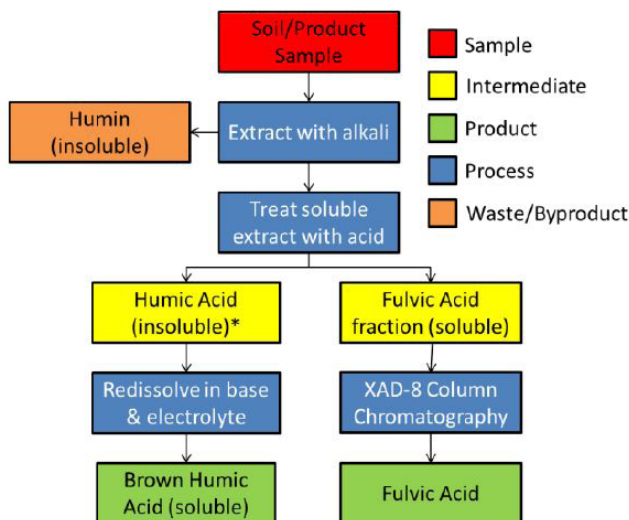 Soil/Product
Sample
Sample
Intermediate
Product
Process
Waste/Byproduct
Humin
(insoluble)
Extract with alkali
Treat soluble
extract with acid
Humic Acid
(insoluble)*
Fulvic Acid
fraction (soluble)
Redissolve in base
& electrolyte
XAD-8 Column
Chromatography
Brown Humic
Acid (soluble)
Fulvic Acid